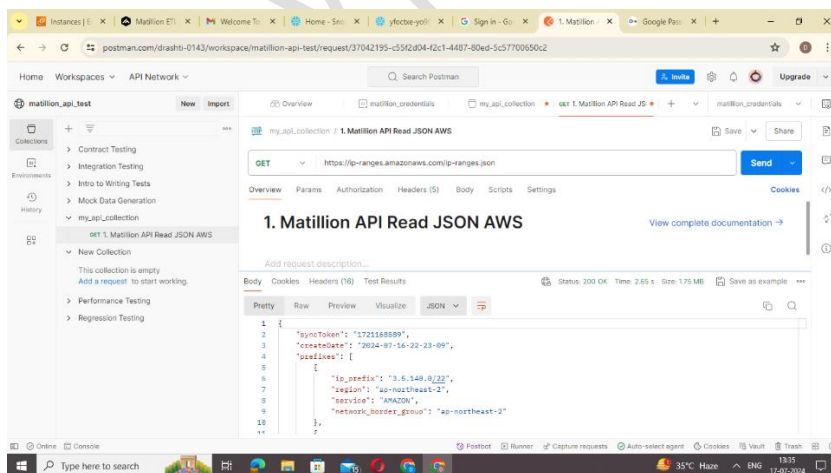 Instances | E
Matillion ET
Welcome To
Home - Sno
Sign in - Go
1. Matillion
Google Pass
postman.com/drashti-0143/workspace/matillion-api-test/request/37042195-c55f2d04-f2c1-4487-80ed-5c57700650c2
Home Workspaces API Network
Search Postman
Invite
Upgrade
matillion_api_test New Import
Overview matillion_credentials my_api_collection GET 1. Matillion API Read JS matillion_credentials
Collections
Environments
History
Contract Testing
Integration Testing
Intro to Writing Tests
Mock Data Generation
my_api_collection
GET 1. Matillion API Read JSON AWS
New Collection
This collection is empty
Add a request to start working.
Performance Testing
Regression Testing
my_api_collection / 1. Matillion API Read JSON AWS
Save Share
GET https://ip-ranges.amazonaws.com/ip-ranges.json Send
Overview Params Authorization Headers (5) Body Scripts Settings Cookies
1. Matillion API Read JSON AWS
View complete documentation →
Add request description...
Body Cookies Headers (16) Test Results Status: 200 OK Time: 2.65 s Size: 1.75 MB Save as example
Pretty Raw Preview Visualize JSON
1 {
2 "syncToken": "1721168589",
3 "createDate": "2024-07-16-22-23-09",
4 "prefixes": [
5 {
6 "ip_prefix": "3.5.140.0/22",
7 "region": "ap-northeast-2",
8 "service": "AMAZON",
9 "network_border_group": "ap-northeast-2"
10 },
Online Console Postbot Runner Capture requests Auto-select agent Cookies Vault Trash
Type here to search
35°C Haze ENG 13:35
17-07-2024